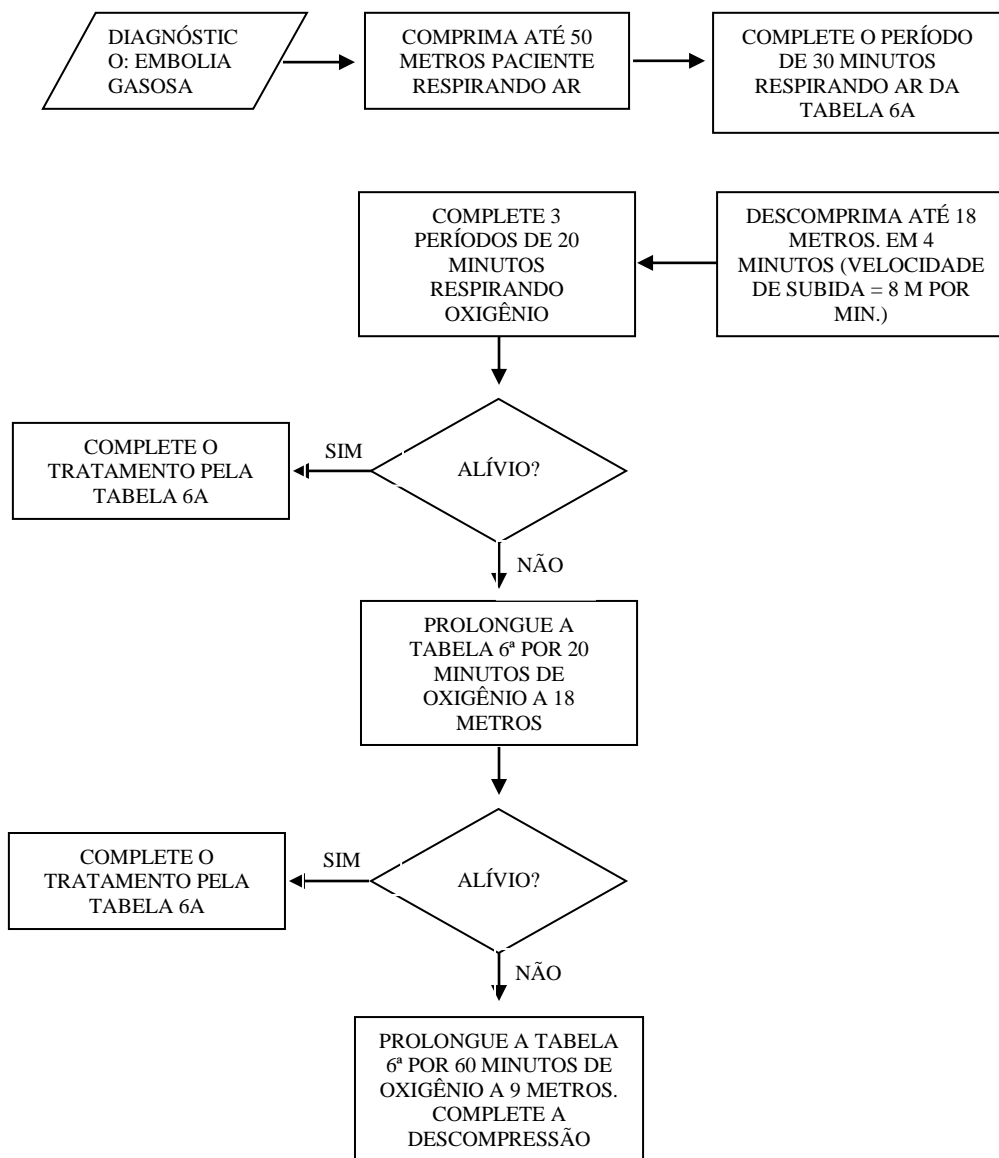 DIAGNÓSTIC
O: EMBOLIA
GASOSA
COMPRIMA ATÉ 50
METROS PACIENTE
RESPIRANDO AR
COMPLETE O PERÍODO
DE 30 MINUTOS
RESPIRANDO AR DA
TABELA 6A
DESCOMPRIMA ATÉ 18
METROS. EM 4
MINUTOS (VELOCIDADE
DE SUBIDA = 8 M POR
MIN.)
COMPLETE 3
PERÍODOS DE 20
MINUTOS
RESPIRANDO
OXIGÊNIO
ALÍVIO?
SIM
COMPLETE O
TRATAMENTO PELA
TABELA 6A
NÃO
PROLONGUE A
TABELA 6ª POR 20
MINUTOS DE
OXIGÊNIO A 18
METROS
ALÍVIO?
SIM
COMPLETE O
TRATAMENTO PELA
TABELA 6A
NÃO
PROLONGUE A TABELA
6ª POR 60 MINUTOS DE
OXIGÊNIO A 9 METROS.
COMPLETE A
DESCOMPRESSÃO